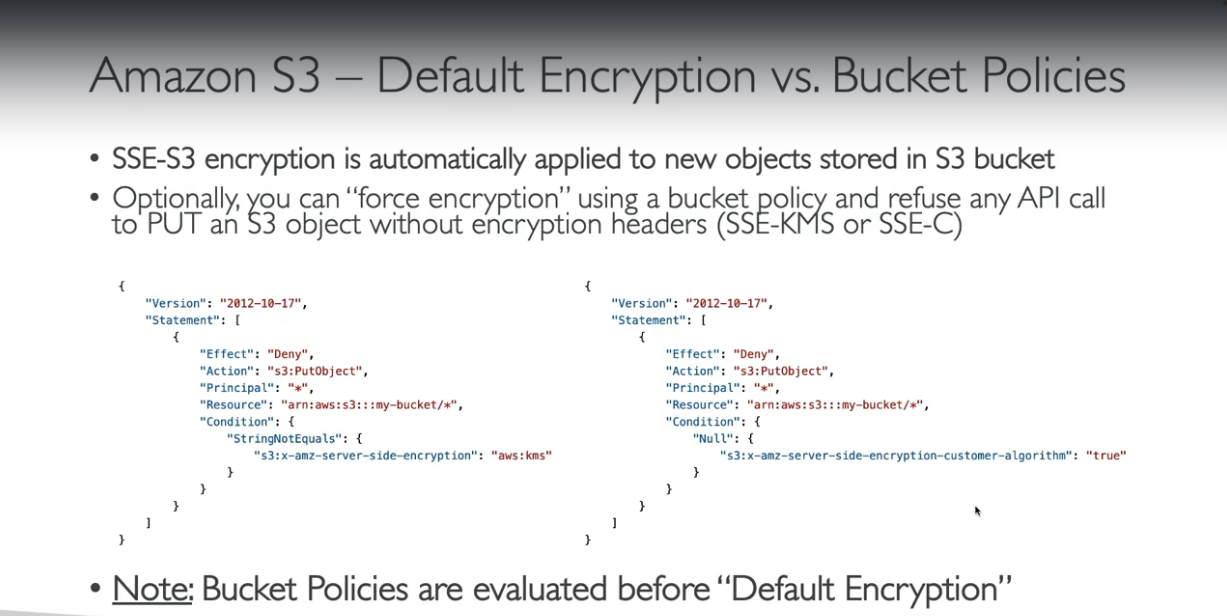 Amazon S3 – Default Encryption vs. Bucket Policies
• SSE-S3 encryption is automatically applied to new objects stored in S3 bucket
• Optionally, you can “force encryption” using a bucket policy and refuse any API call
to PUT an S3 object without encryption headers (SSE-KMS or SSE-C)
{
"Version": "2012-10-17",
"Statement": [
{
"Effect": "Deny",
"Action": "s3:PutObject",
"Principal": "*",
"Resource": "arn:aws:s3:::my-bucket/*",
"Condition": {
"StringNotEquals": {
"s3:x-amz-server-side-encryption": "aws:kms"
}
}
}
]
}
{
"Version": "2012-10-17",
"Statement": [
{
"Effect": "Deny",
"Action": "s3:PutObject",
"Principal": "*",
"Resource": "arn:aws:s3:::my-bucket/*",
"Condition": {
"Null": {
"s3:x-amz-server-side-encryption-customer-algorithm": "true"
}
}
}
]
}
• Note: Bucket Policies are evaluated before “Default Encryption”